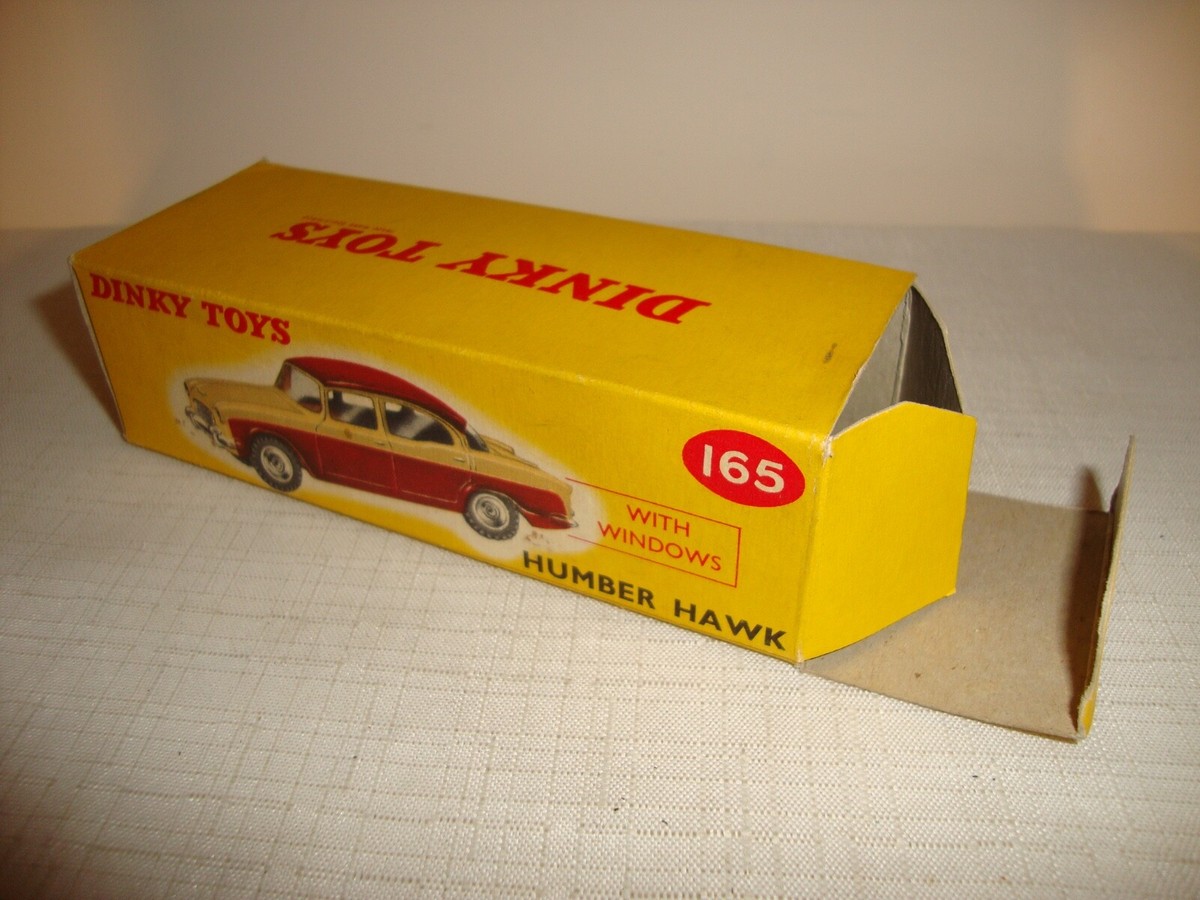 DINKY TOYS
DINKY TOYS
165
WITH
WINDOWS
HUMBER HAWK